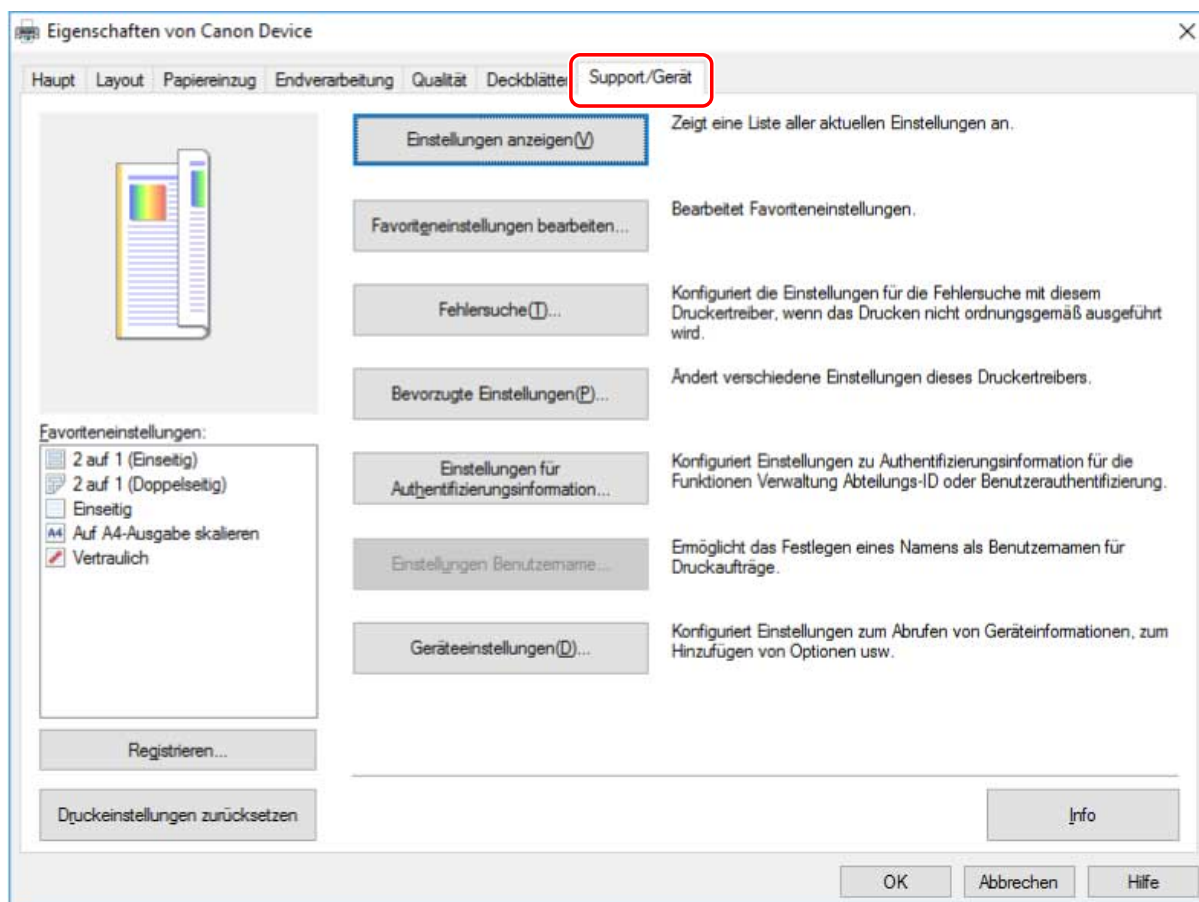 Eigenschaften von Canon Device
Haupt Layout Papiereinzug Endverarbeitung Qualität Deckblätter Support/Gerät
Einstellungen anzeigen(V)
Zeigt eine Liste aller aktuellen Einstellungen an.
Favoriteneinstellungen bearbeiten...
Bearbeitet Favoriteneinstellungen.
Fehlersuche(T)...
Konfiguriert die Einstellungen für die Fehlersuche mit diesem
Druckertreiber, wenn das Drucken nicht ordnungsgemäß ausgeführt
wird.
Bevorzugte Einstellungen(P)...
Ändert verschiedene Einstellungen dieses Druckertreibers.
Einstellungen für
Authentifizierungsinformation...
Konfiguriert Einstellungen zu Authentifizierungsinformation für die
Funktionen Verwaltung Abteilungs-ID oder Benutzerauthentifizierung.
Einstellungen Benutzername...
Ermöglicht das Festlegen eines Namens als Benutzernamen für
Druckaufträge.
Geräteeinstellungen(D)...
Konfiguriert Einstellungen zum Abrufen von Geräteinformationen, zum
Hinzufügen von Optionen usw.
Favoriteneinstellungen:
2 auf 1 (Einseitig)
2 auf 1 (Doppelseitig)
Einseitig
A4 Auf A4-Ausgabe skalieren
Vertraulich
Registrieren...
Druckeinstellungen zurücksetzen
Info
OK Abbrechen Hilfe